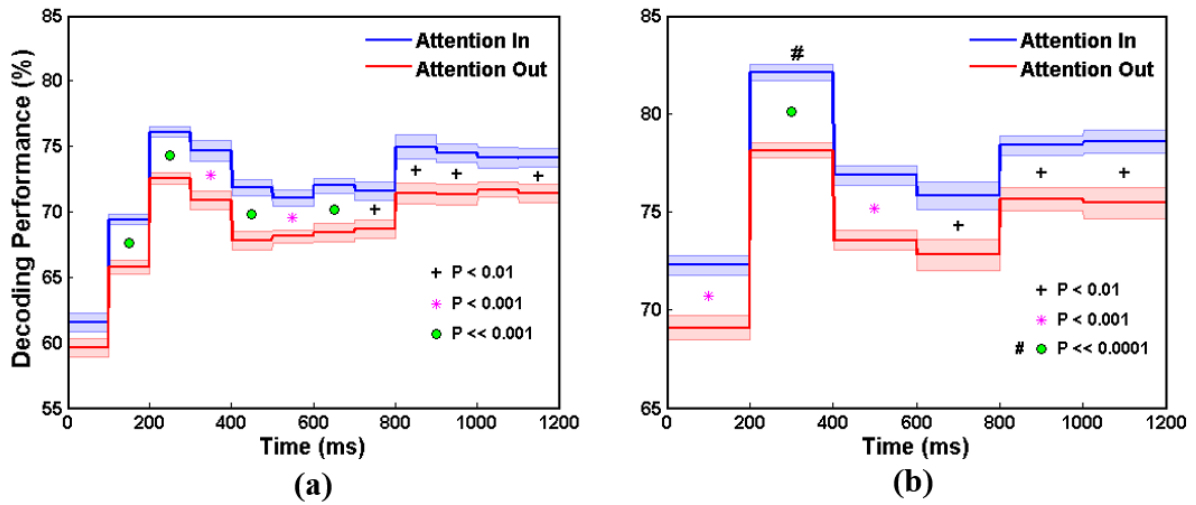 85
80
75
70
65
60
55
Decoding Performance (%)
Attention In
Attention Out
+ P < 0.01
* P < 0.001
● P << 0.001
0 200 400 600 800 1000 1200
Time (ms)
(a)
85
80
75
70
65
#
Attention In
Attention Out
+ P < 0.01
* P < 0.001
# ● P << 0.0001
0 200 400 600 800 1000 1200
Time (ms)
(b)